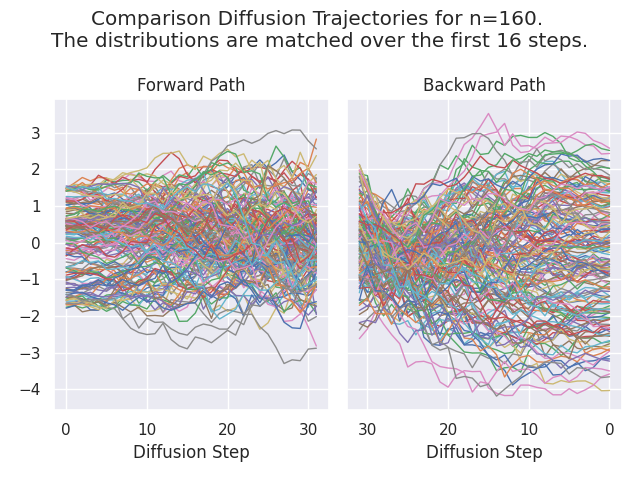 Comparison Diffusion Trajectories for n=160.
The distributions are matched over the first 16 steps.
Forward Path
Backward Path
3
2
1
0
−1
−2
−3
−4
0 10 20 30
30 20 10 0
Diffusion Step
Diffusion Step